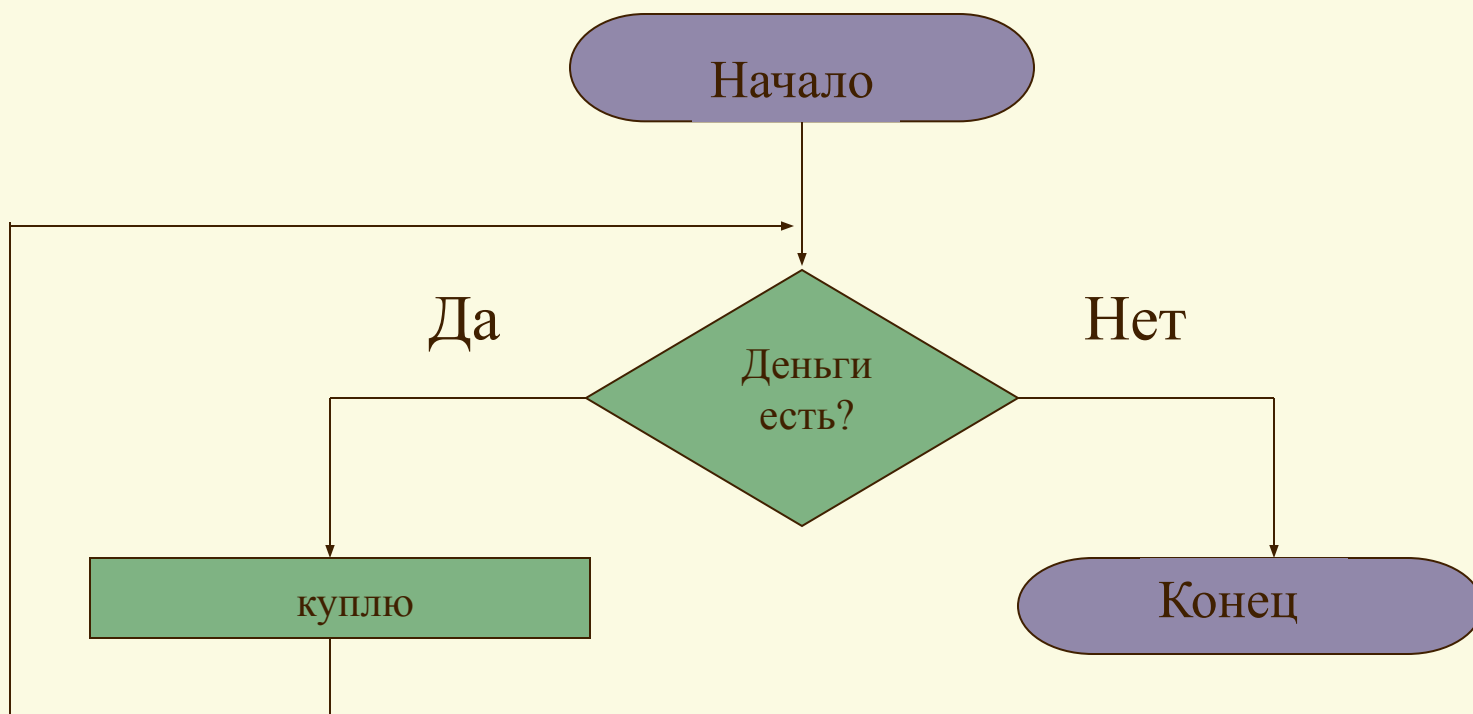 Начало
Да
Нет
Деньги
есть?
куплю
Конец